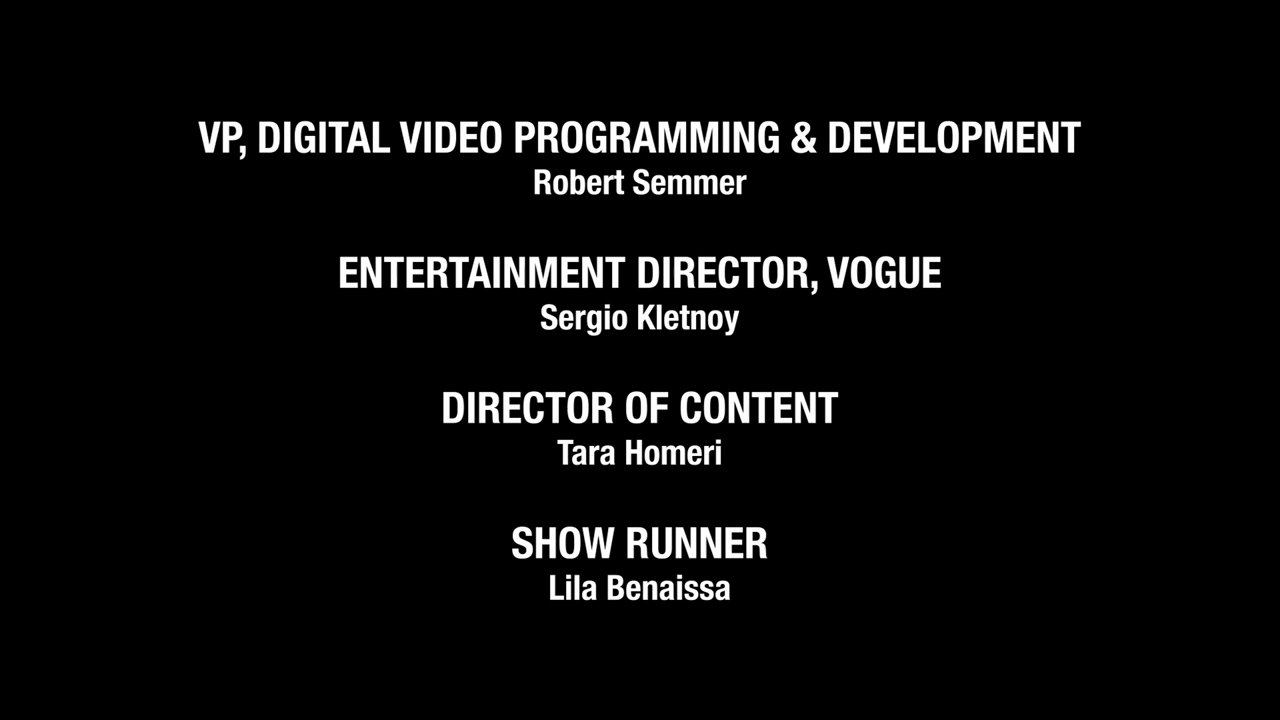 VP, DIGITAL VIDEO PROGRAMMING & DEVELOPMENT
Robert Semmer
ENTERTAINMENT DIRECTOR, VOGUE
Sergio Kletnoy
DIRECTOR OF CONTENT
Tara Homeri
SHOW RUNNER
Lila Benaissa